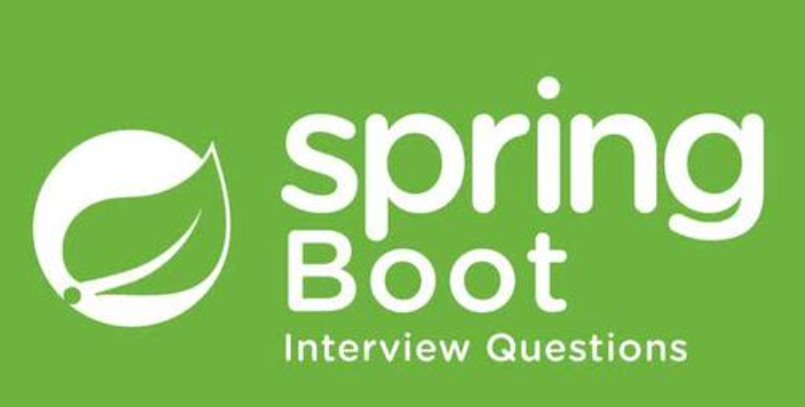 spring
Boot
Interview Questions